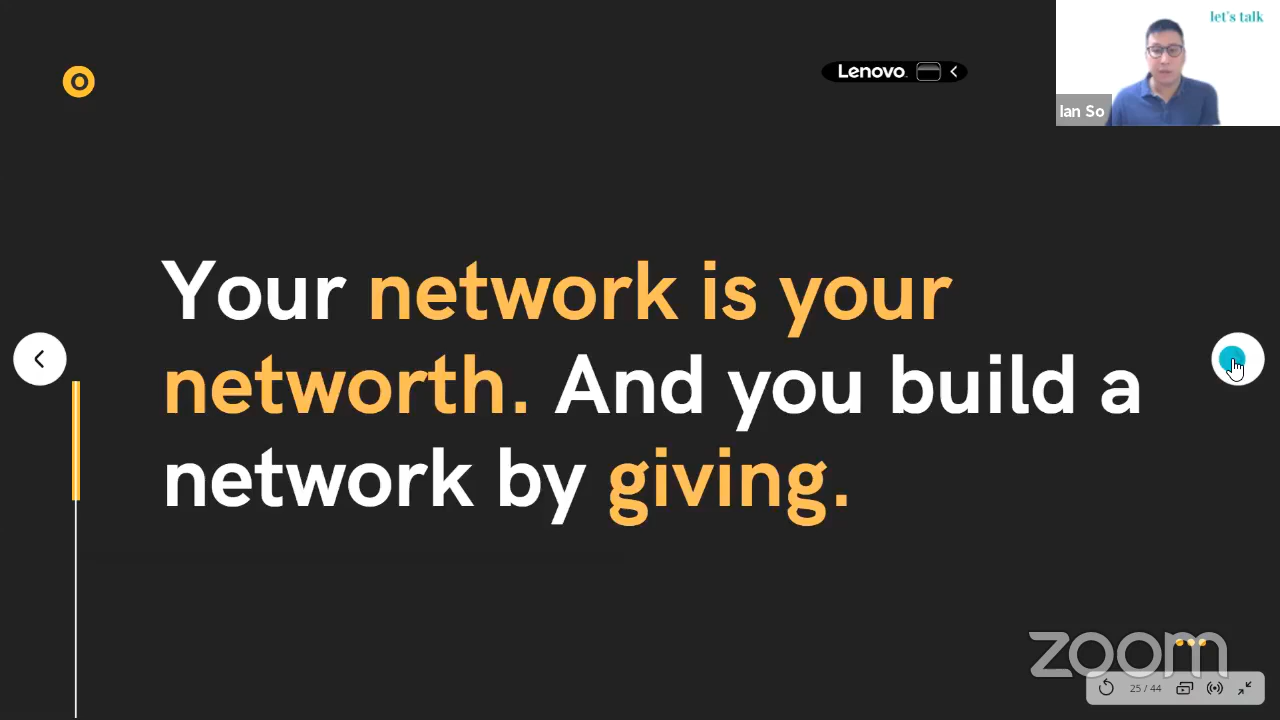 let's talk
Lenovo
Ian So
Your network is your
networth. And you build a
network by giving.
zoom
25 / 44